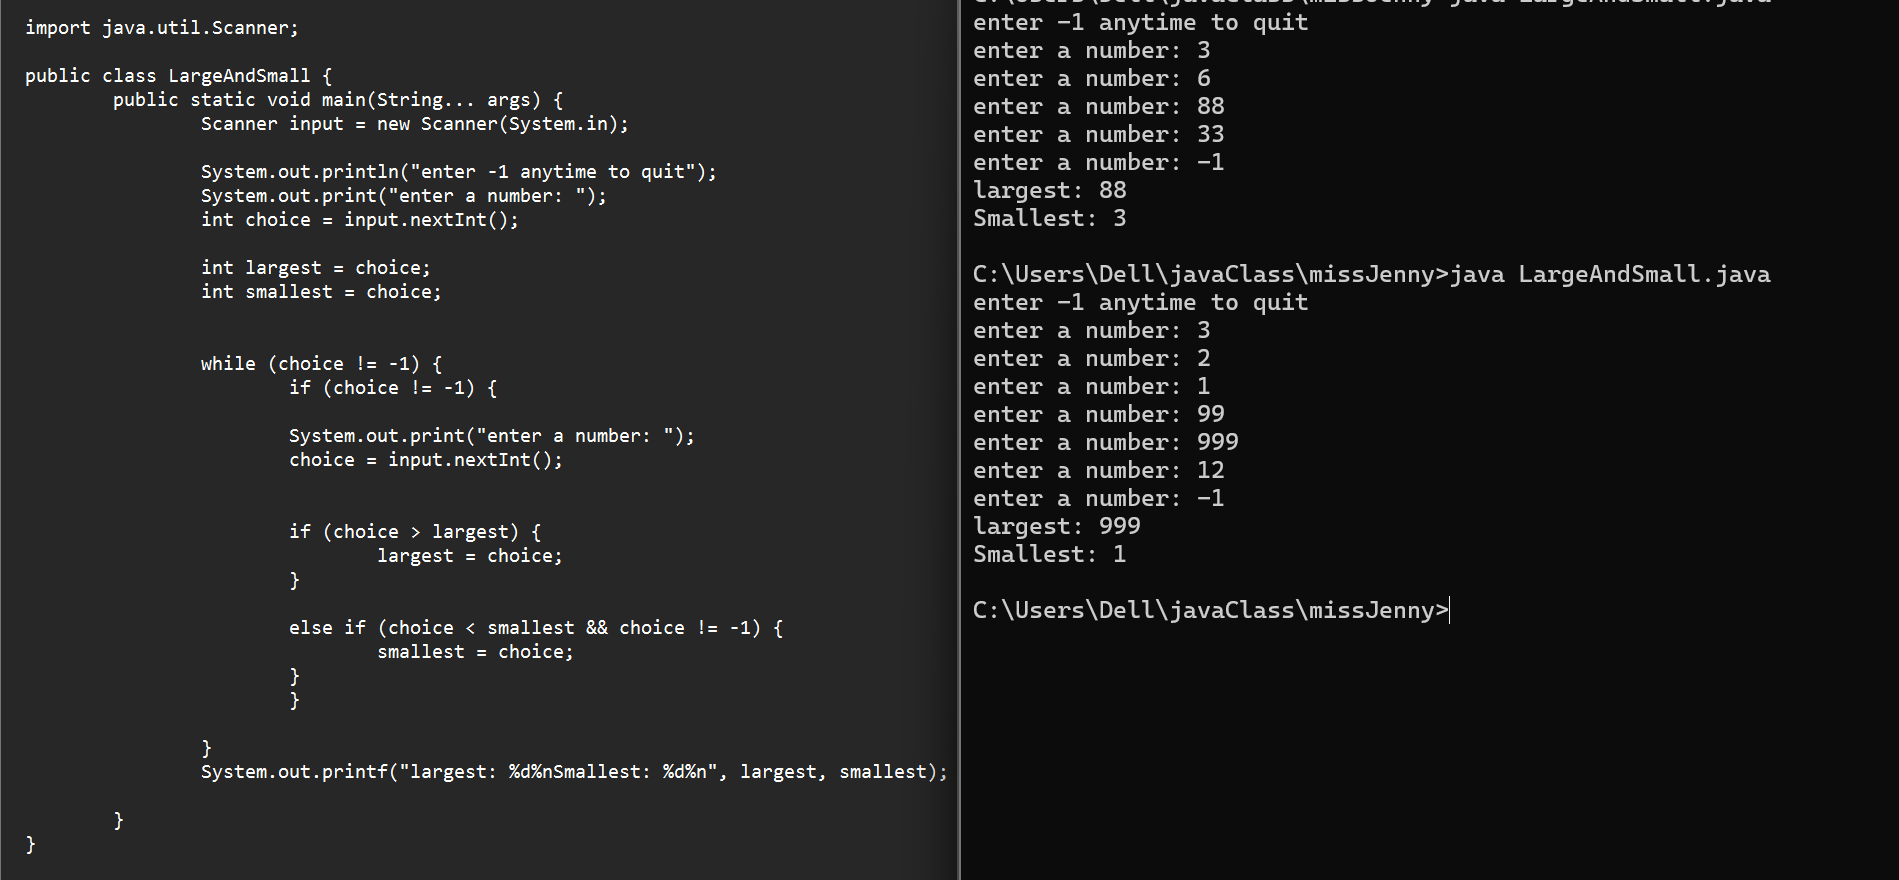 import java.util.Scanner;
public class LargeAndSmall {
public static void main(String... args) {
Scanner input = new Scanner(System.in);
System.out.println("enter -1 anytime to quit");
System.out.print("enter a number: ");
int choice = input.nextInt();
int largest = choice;
int smallest = choice;
while (choice != -1) {
if (choice != -1) {
System.out.print("enter a number: ");
choice = input.nextInt();
if (choice > largest) {
largest = choice;
}
else if (choice < smallest && choice != -1) {
smallest = choice;
}
}
}
System.out.printf("largest: %d%nSmallest: %d%n", largest, smallest);
}
}
C:\Users\Dell\javaClass\missJenny>java LargeAndSmall.java
enter -1 anytime to quit
enter a number: 3
enter a number: 6
enter a number: 88
enter a number: 33
enter a number: -1
largest: 88
Smallest: 3
C:\Users\Dell\javaClass\missJenny>java LargeAndSmall.java
enter -1 anytime to quit
enter a number: 3
enter a number: 2
enter a number: 1
enter a number: 99
enter a number: 999
enter a number: 12
enter a number: -1
largest: 999
Smallest: 1
C:\Users\Dell\javaClass\missJenny>